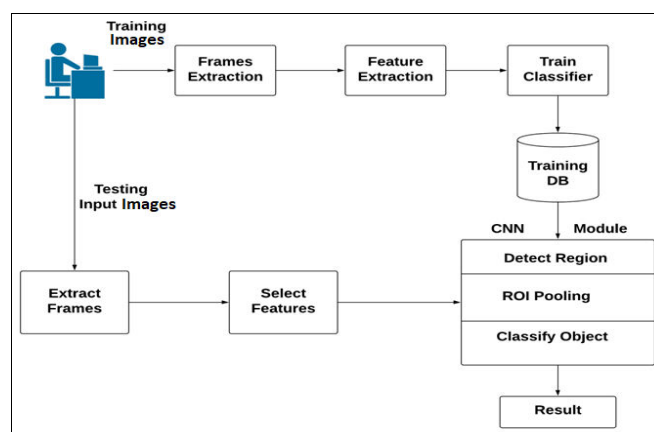 Training
Images
Frames
Extraction
Feature
Extraction
Train
Classifier
Training
DB
Testing
Input Images
CNN Module
Detect Region
Extract
Frames
Select
Features
ROI Pooling
Classify Object
Result